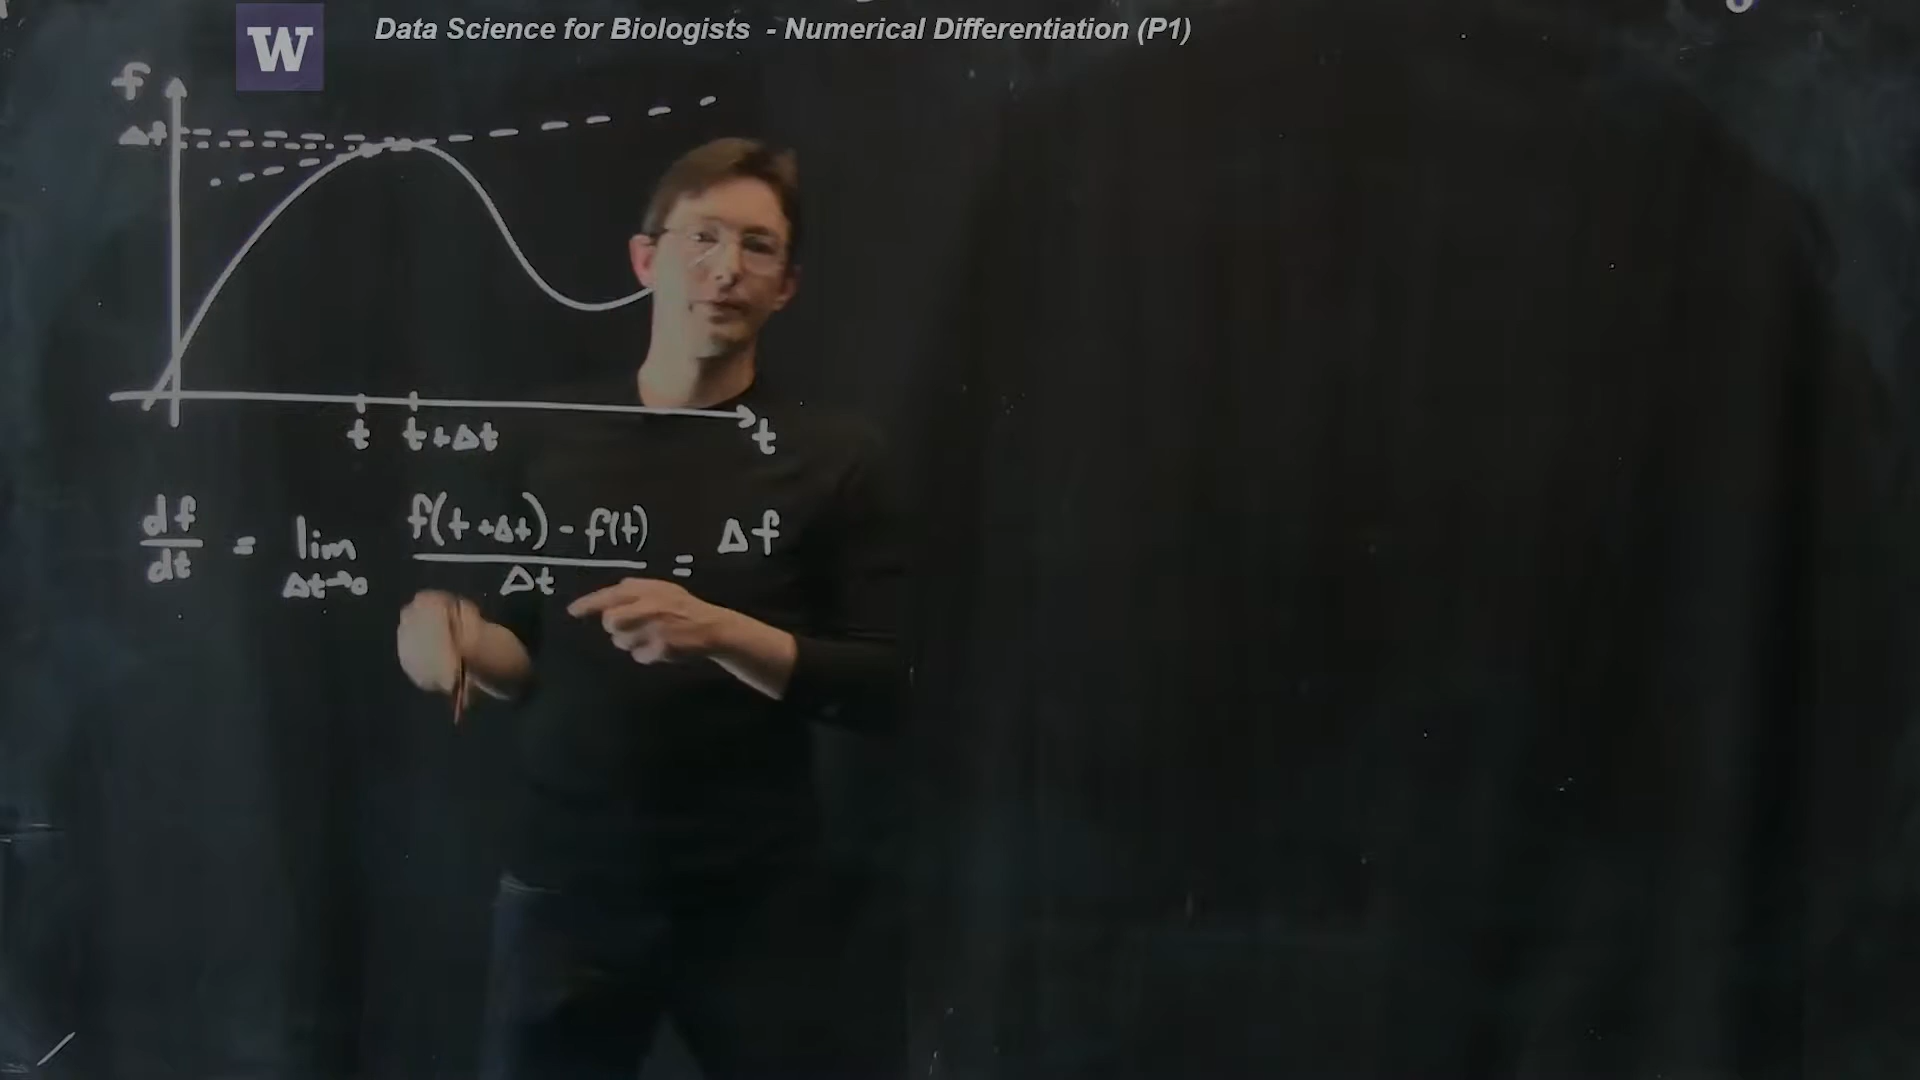 W
Data Science for Biologists - Numerical Differentiation (P1)
f
Δf
t
t+Δt
t
df/dt = lim Δt→0 f(t+Δt) - f(t) / Δt = Δf